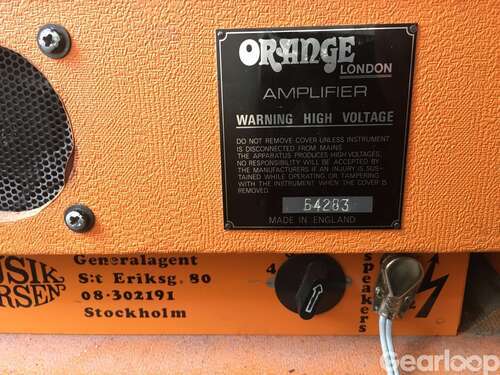 ORANGE
LONDON
AMPLIFIER
WARNING HIGH VOLTAGE
DO NOT REMOVE COVER UNLESS INSTRUMENT
IS DISCONNECTED FROM MAINS
THE APPARATUS PRODUCES HIGH VOLTAGES,
NO RESPONSIBILITY WILL BE ACCEPTED BY
THE MANUFACTURERS IF AN INJURY IS SUS-
TAINED WHILE OPERATING OR TAMPERING
WITH THE INSTRUMENT WHEN THE COVER IS
REMOVED
54283
MADE IN ENGLAND
USIK
ØRSEN
Generalagent
S:t Eriksg. 80
08-302191
Stockholm
4
speakers
Gearloop